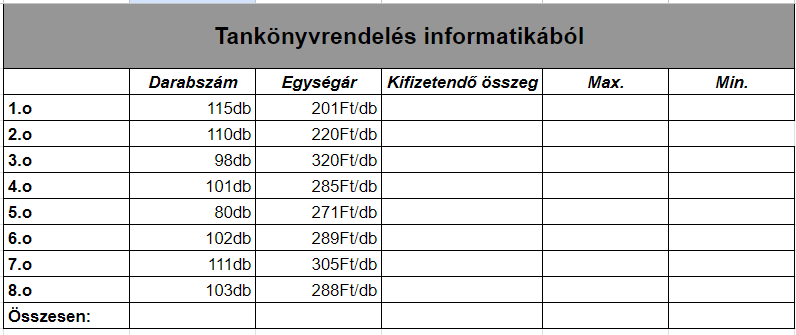 Tankönyvrendelés informatikából
Darabszám Egységár Kifizetendő összeg Max. Min.
1.o 115db 201Ft/db
2.o 110db 220Ft/db
3.o 98db 320Ft/db
4.o 101db 285Ft/db
5.o 80db 271Ft/db
6.o 102db 289Ft/db
7.o 111db 305Ft/db
8.o 103db 288Ft/db
Összesen: